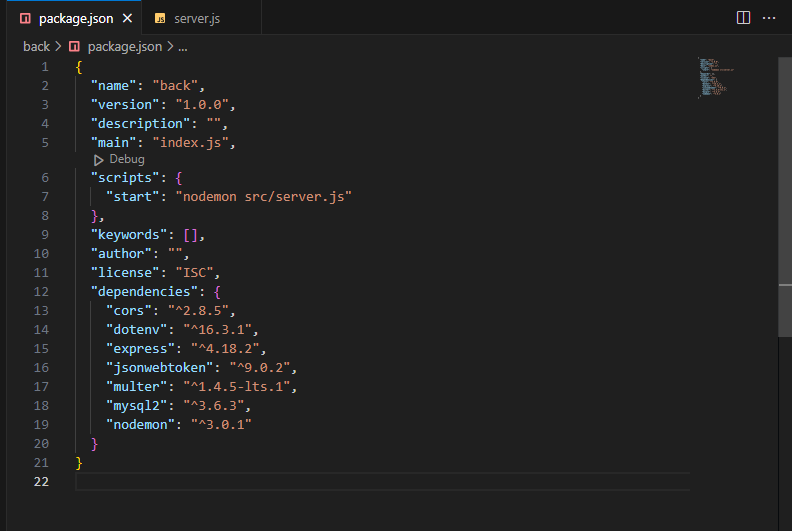 package.json
server.js
back > package.json > ...
1 {
2 "name": "back",
3 "version": "1.0.0",
4 "description": "",
5 "main": "index.js",
Debug
6 "scripts": {
7 "start": "nodemon src/server.js"
8 },
9 "keywords": [],
10 "author": "",
11 "license": "ISC",
12 "dependencies": {
13 "cors": "^2.8.5",
14 "dotenv": "^16.3.1",
15 "express": "^4.18.2",
16 "jsonwebtoken": "^9.0.2",
17 "multer": "^1.4.5-lts.1",
18 "mysql2": "^3.6.3",
19 "nodemon": "^3.0.1"
20 }
21 }
22